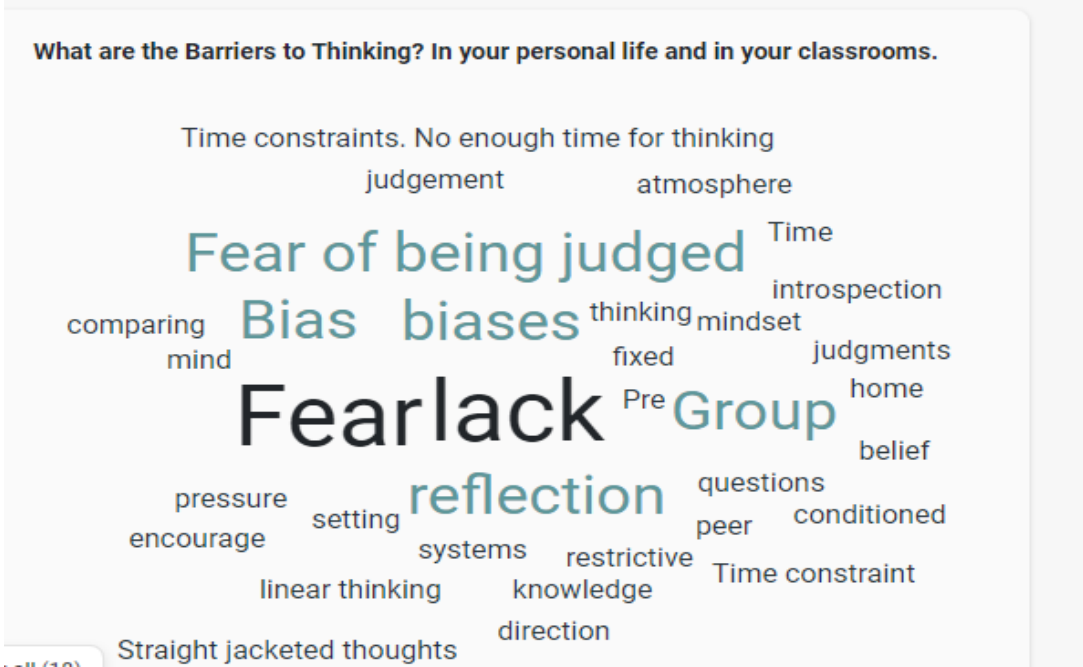 What are the Barriers to Thinking? In your personal life and in your classrooms.
Time constraints. No enough time for thinking
judgement atmosphere
Fear of being judged Time
introspection
comparing Bias biases thinking mindset
mind fixed judgments
Fear lack Pre Group home
belief
pressure reflection questions
setting peer conditioned
encourage
systems restrictive Time constraint
linear thinking knowledge
direction
Straight jacketed thoughts